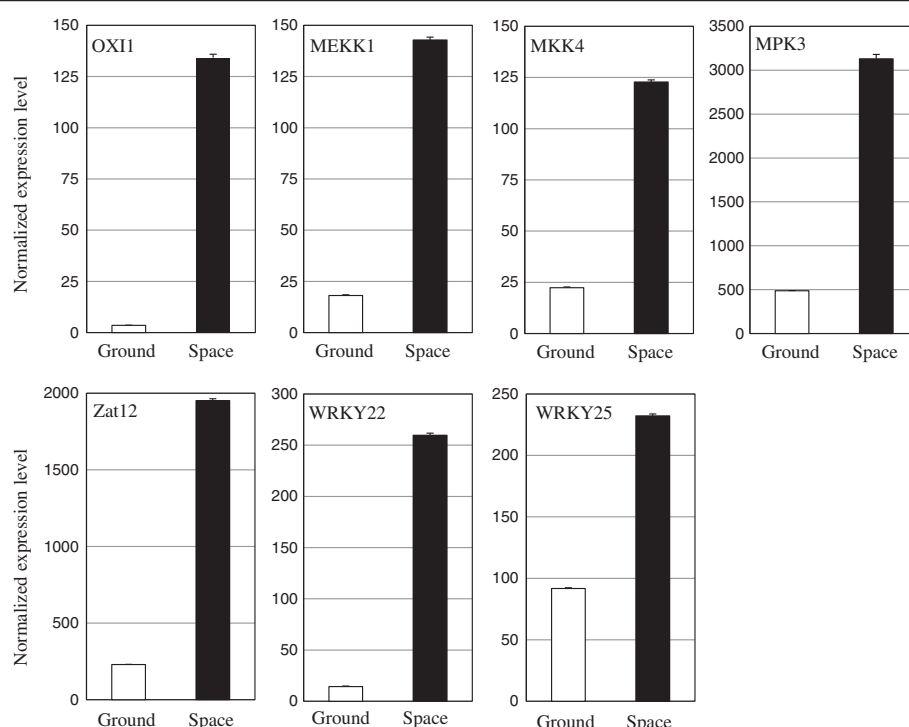 Normalized expression level
OXI1
150
125
100
75
50
25
0
Ground Space
MEKK1
150
125
100
75
50
25
0
Ground Space
MKK4
150
125
100
75
50
25
0
Ground Space
MPK3
3500
3000
2500
2000
1500
1000
500
0
Ground Space
Normalized expression level
Zat12
2000
1500
1000
500
0
Ground Space
WRKY22
300
250
200
150
100
50
0
Ground Space
WRKY25
250
200
150
100
50
0
Ground Space